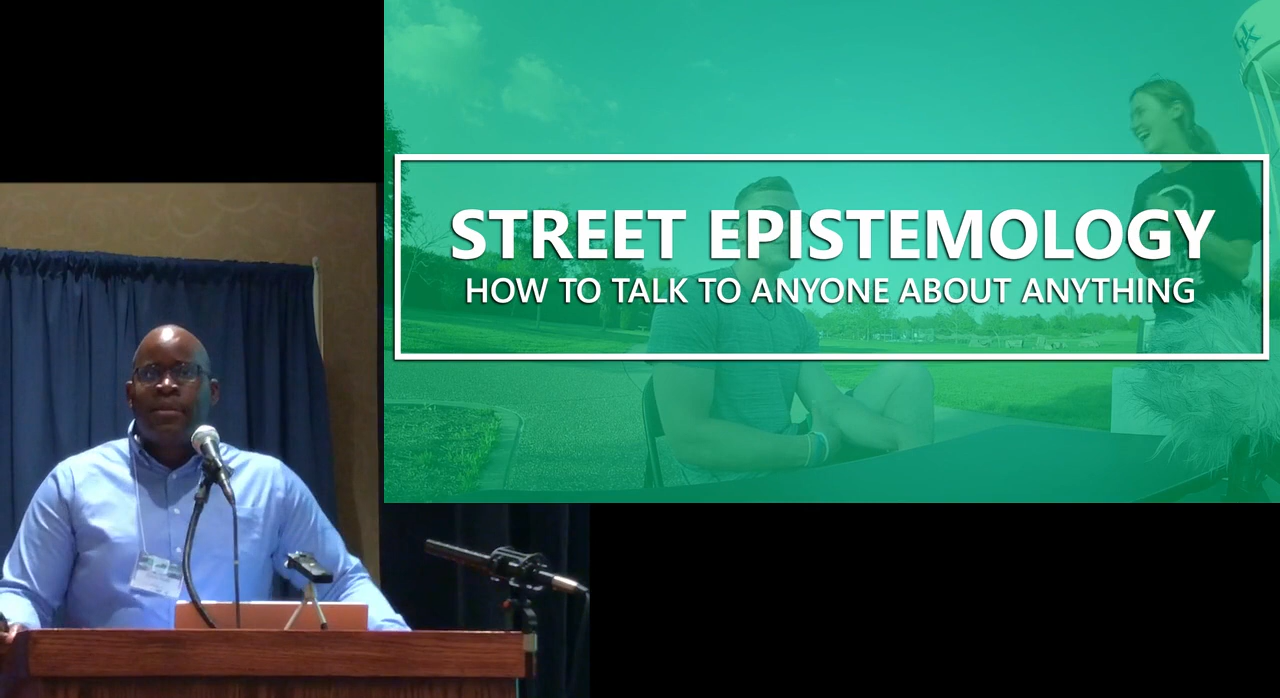 STREET EPISTEMOLOGY
HOW TO TALK TO ANYONE ABOUT ANYTHING